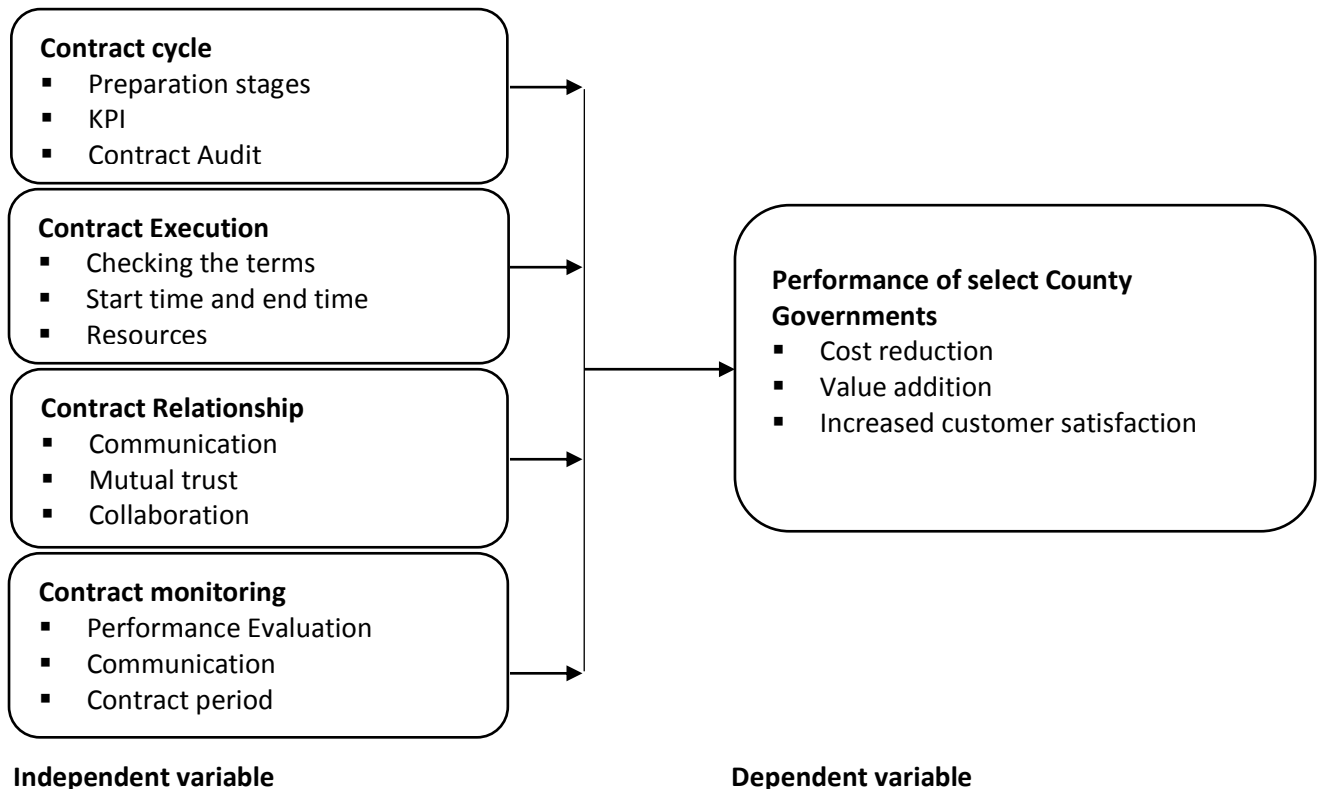 Contract cycle
▪ Preparation stages
▪ KPI
▪ Contract Audit
Contract Execution
▪ Checking the terms
▪ Start time and end time
▪ Resources
Contract Relationship
▪ Communication
▪ Mutual trust
▪ Collaboration
Contract monitoring
▪ Performance Evaluation
▪ Communication
▪ Contract period
Independent variable
Performance of select County
Governments
▪ Cost reduction
▪ Value addition
▪ Increased customer satisfaction
Dependent variable